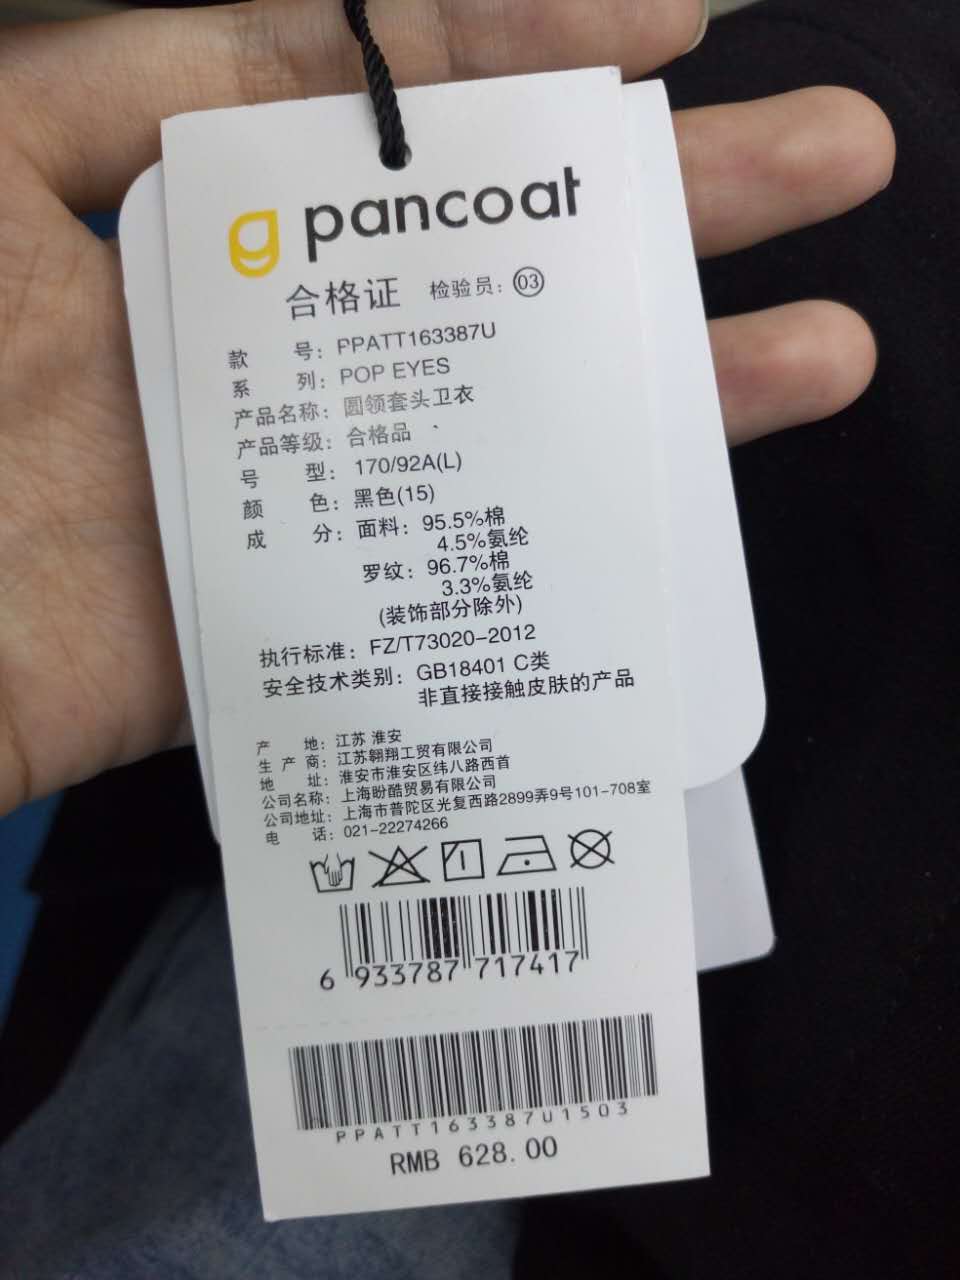 pancoat
合格证 检验员：03
款 号：PPATT163387U
系 列：POP EYES
产品名称：圆领套头卫衣
产品等级：合格品
号 型：170/92A(L)
颜 色：黑色(15)
成 分：面料：95.5%棉
4.5%氨纶
罗纹：96.7%棉
3.3%氨纶
(装饰部分除外)
执行标准：FZ/T73020-2012
安全技术类别：GB18401 C类
非直接接触皮肤的产品
产 地：江苏 淮安
生 产 商：江苏翱翔工贸有限公司
地 址：淮安市淮安区纬八路西首
公司名称：上海盼酷贸易有限公司
公司地址：上海市普陀区光复西路2899弄9号101-708室
电 话：021-22274266
6 933787 717417
PPATT163387U1503
RMB 628.00